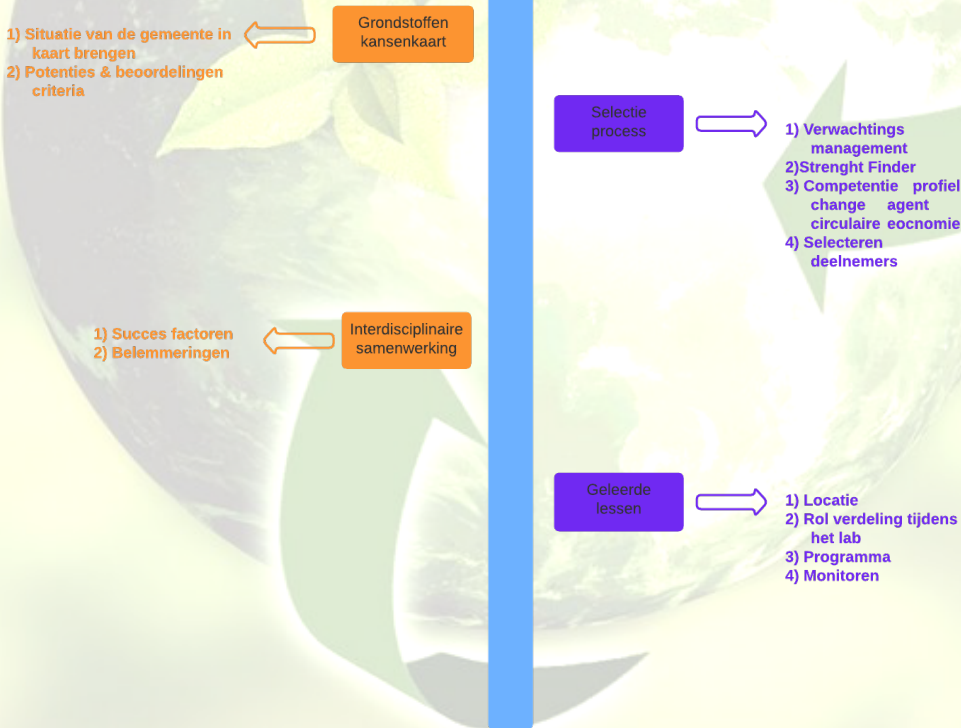 Grondstoffen
kansenkaart
1) Situatie van de gemeente in
kaart brengen
2) Potenties & beoordelingen
criteria
Selectie
process
1) Verwachtings
management
2)Strenght Finder
3) Competentie profiel
change agent
circulaire eocnomie
4) Selecteren
deelnemers
Interdisciplinaire
samenwerking
1) Succes factoren
2) Belemmeringen
Geleerde
lessen
1) Locatie
2) Rol verdeling tijdens
het lab
3) Programma
4) Monitoren